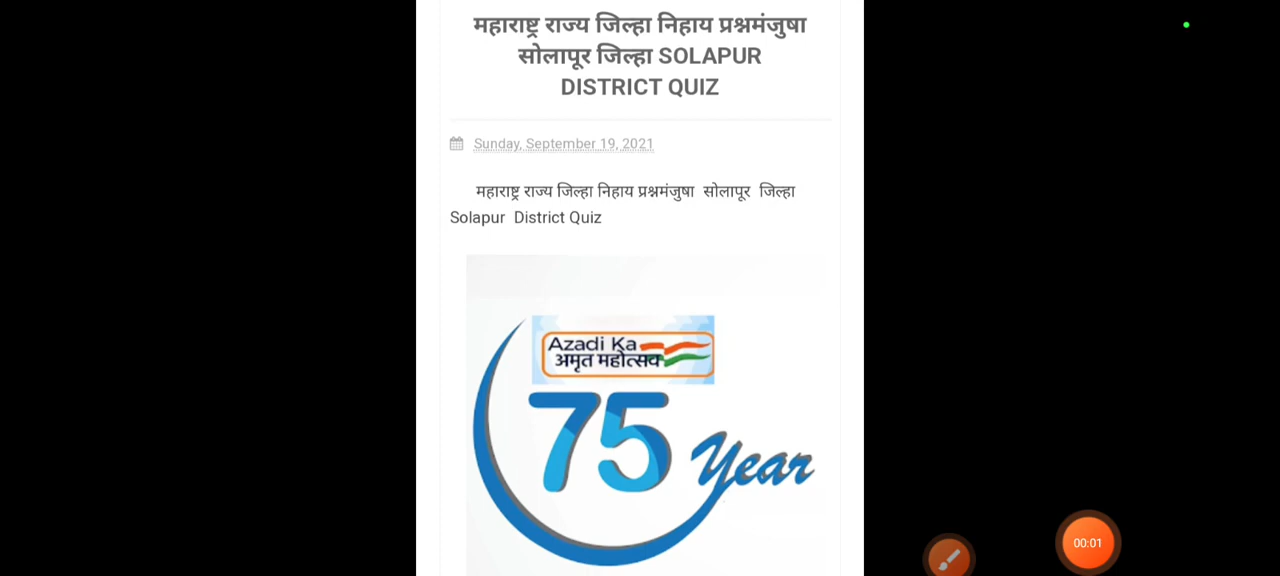 महाराष्ट्र राज्य जिल्हा निहाय प्रश्नमंजुषा
सोलापूर जिल्हा SOLAPUR
DISTRICT QUIZ
Sunday, September 19, 2021
महाराष्ट्र राज्य जिल्हा निहाय प्रश्नमंजुषा सोलापूर जिल्हा
Solapur District Quiz
Azadi Ka
अमृत महोत्सव
75 Year
00:01